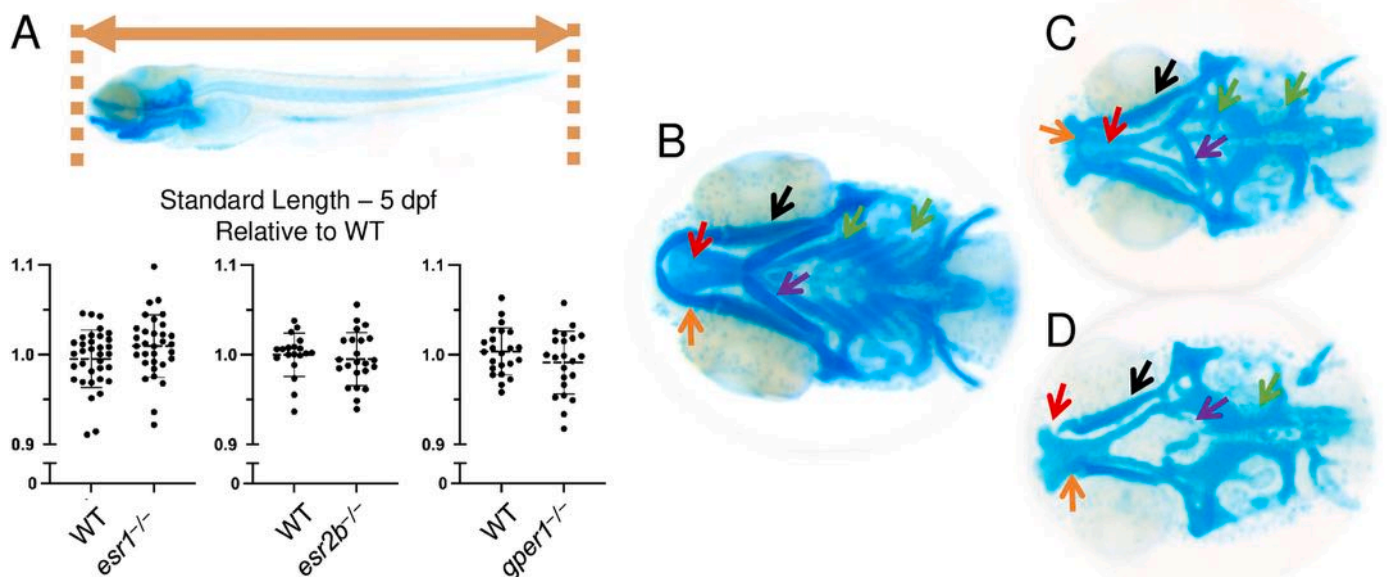 A
Standard Length – 5 dpf
Relative to WT
1.1
1.0
0.9
0
WT
esr1⁻/⁻
1.1
1.0
0.9
0
WT
esr2b⁻/⁻
1.1
1.0
0.9
0
WT
gper1⁻/⁻
B
C
D